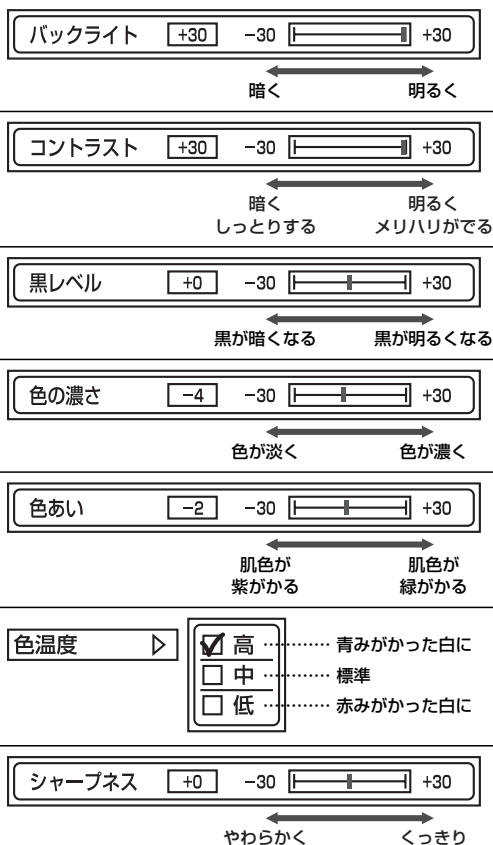 バックライト +30 −30 +30
暗く 明るく
コントラスト +30 −30 +30
暗く 明るく
しっとりする メリハリがでる
黒レベル +0 −30 +30
黒が暗くなる 黒が明るくなる
色の濃さ −4 −30 +30
色が淡く 色が濃く
色あい −2 −30 +30
肌色が 肌色が
紫がかる 緑がかる
色温度 高 ………… 青みがかった白に
中 ………… 標準
低 ………… 赤みがかった白に
シャープネス +0 −30 +30
やわらかく くっきり